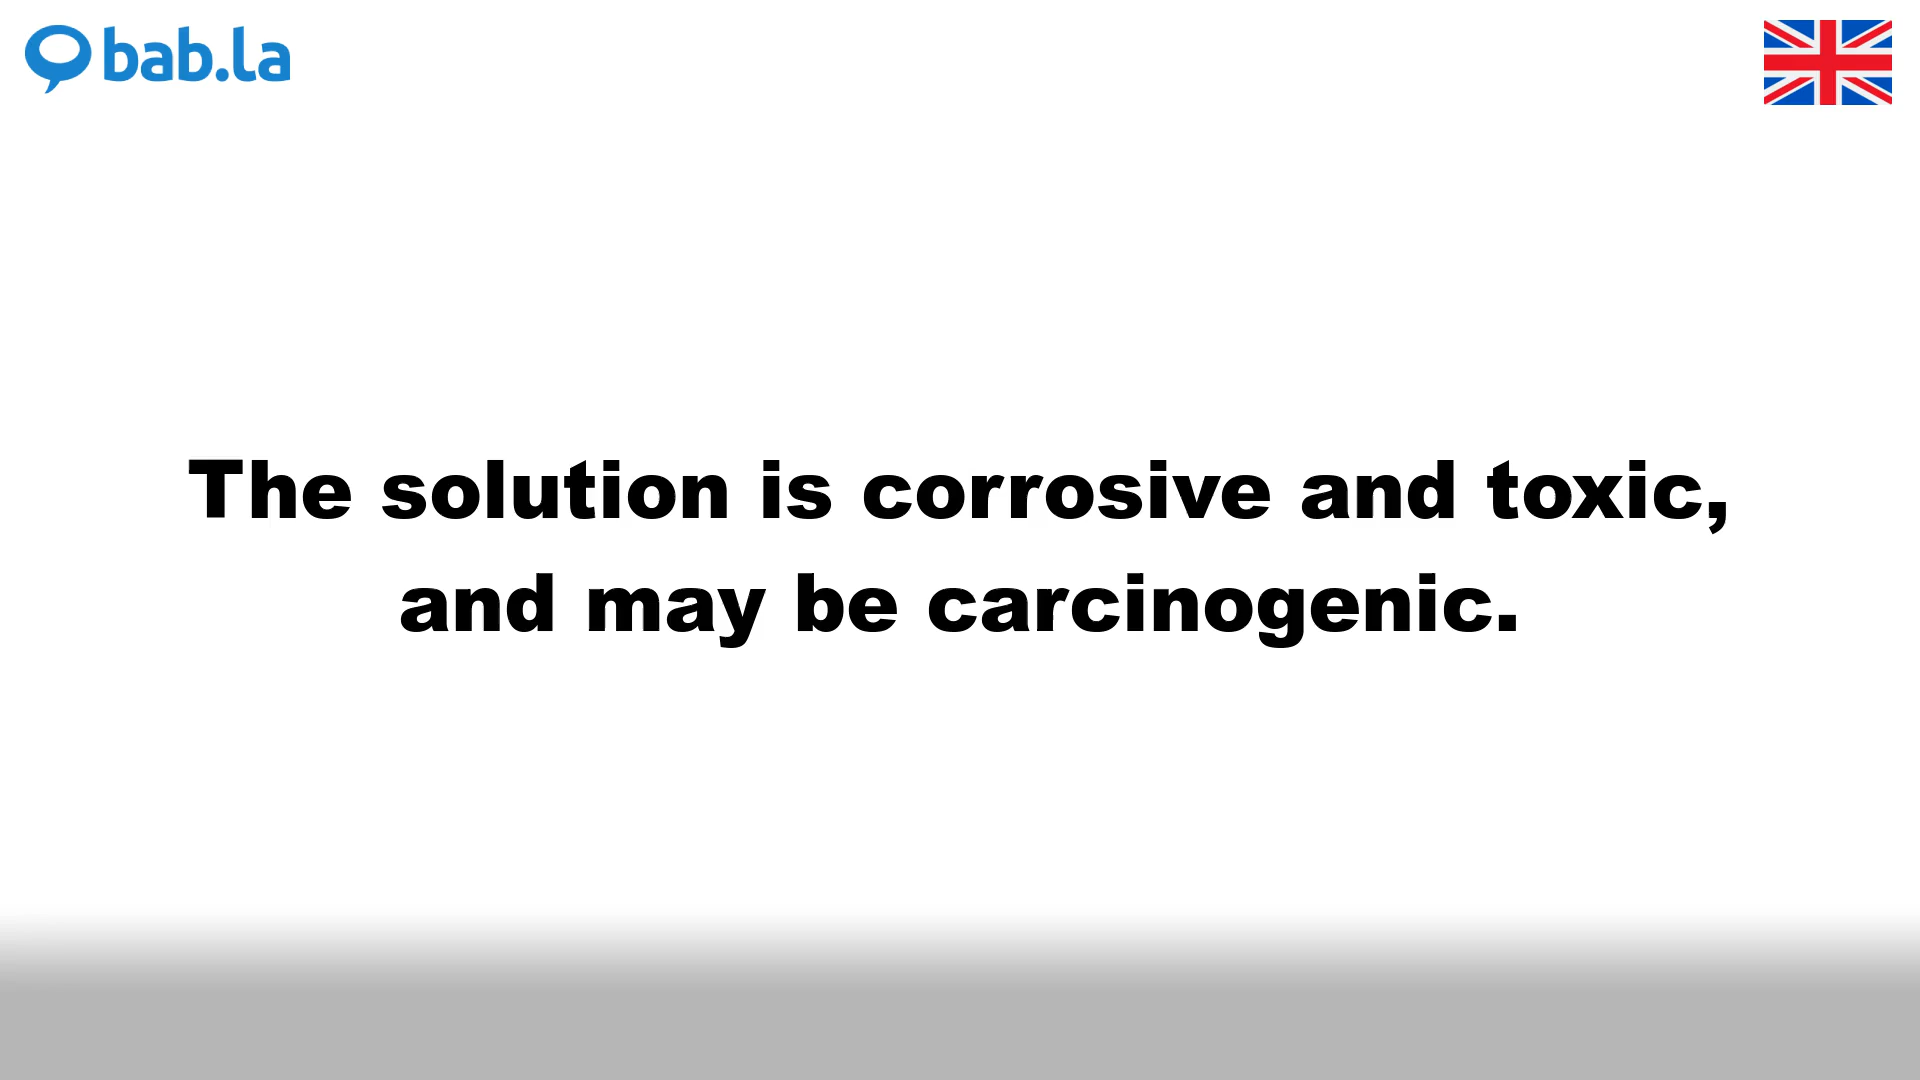 bab.la
The solution is corrosive and toxic,
and may be carcinogenic.